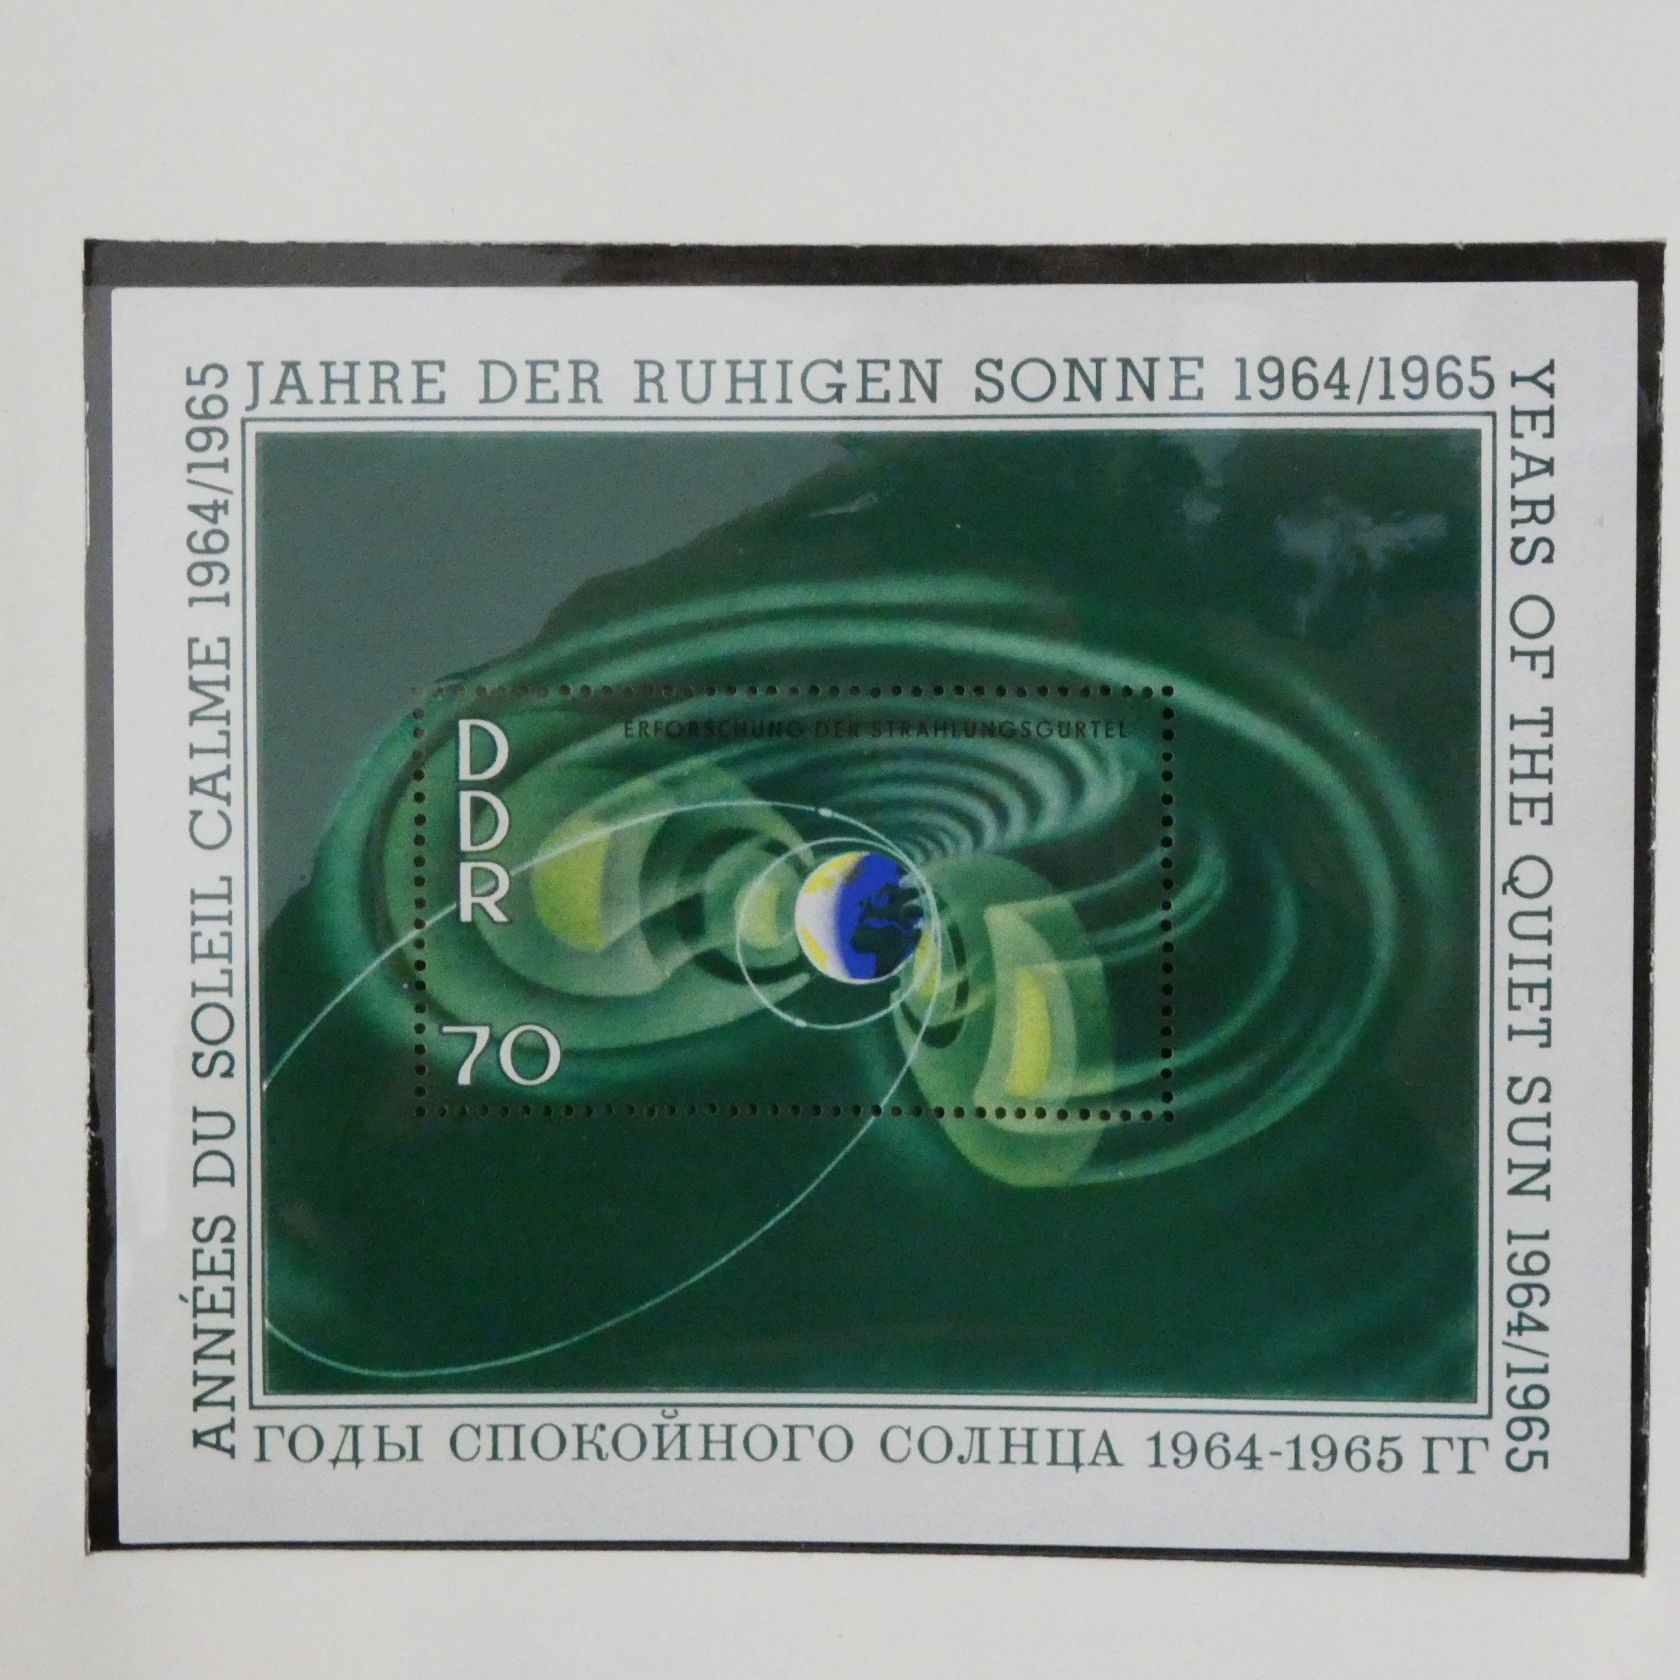 JAHRE DER RUHIGEN SONNE 1964/1965
YEARS OF THE QUIET SUN 1964/1965
ГОДЫ СПОКОЙНОГО СОЛНЦА 1964-1965 ГГ
ANNÉES DU SOLEIL CALME 1964/1965
ERFORSCHUNG DER STRAHLUNGSGÜRTEL
DDR
70